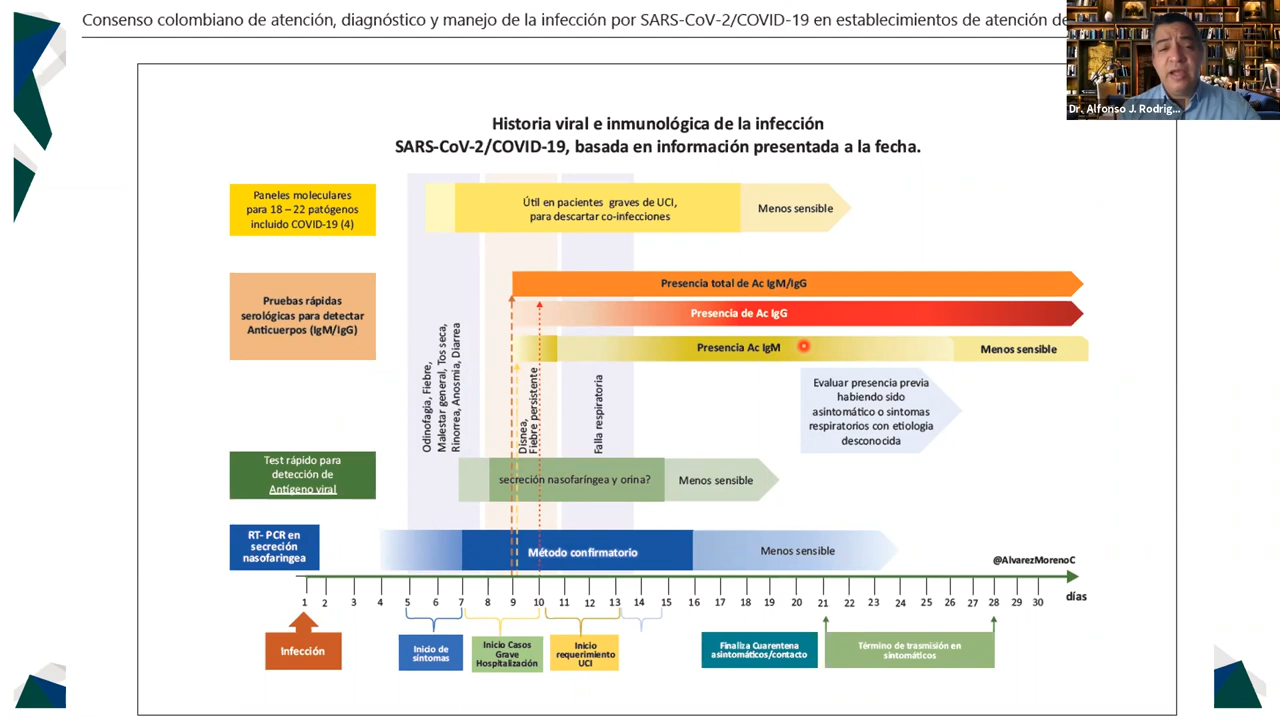 Consenso colombiano de atención, diagnóstico y manejo de la infección por SARS-CoV-2/COVID-19 en establecimientos de atención de
Dr. Alfonso J. Rodrig...
Historia viral e inmunológica de la infección
SARS-CoV-2/COVID-19, basada en información presentada a la fecha.
Paneles moleculares
para 18 – 22 patógenos
incluido COVID-19 (4)
Útil en pacientes graves de UCI,
para descartar co-infecciones
Menos sensible
Pruebas rápidas
serológicas para detectar
Anticuerpos (IgM/IgG)
Presencia total de Ac IgM/IgG
Presencia de Ac IgG
Presencia Ac IgM
Menos sensible
Odinofagia, Fiebre,
Malestar general, Tos seca,
Rinorrea, Anosmia, Diarrea
Disnea,
Fiebre persistente
Falla respiratoria
Evaluar presencia previa
habiendo sido
asintomático o sintomas
respiratorios con etiologia
desconocida
Test rápido para
detección de
Antígeno viral
secreción nasofaríngea y orina?
Menos sensible
RT- PCR en
secreción
nasofaringea
Método confirmatorio
Menos sensible
@AlvarezMorenoC
1 2 3 4 5 6 7 8 9 10 11 12 13 14 15 16 17 18 19 20 21 22 23 24 25 26 27 28 29 30
días
Infección
Inicio de
síntomas
Inicio Casos
Grave
Hospitalización
Inicio
requerimiento
UCI
Finaliza Cuarentena
asintomáticos/contacto
Término de trasmisión en
sintomáticos